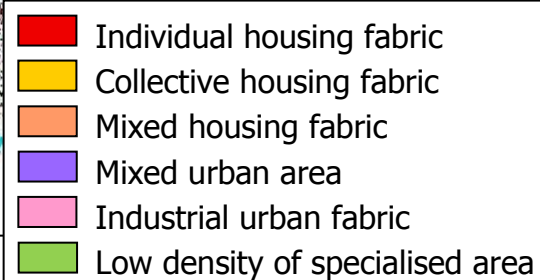 Individual housing fabric
Collective housing fabric
Mixed housing fabric
Mixed urban area
Industrial urban fabric
Low density of specialised area